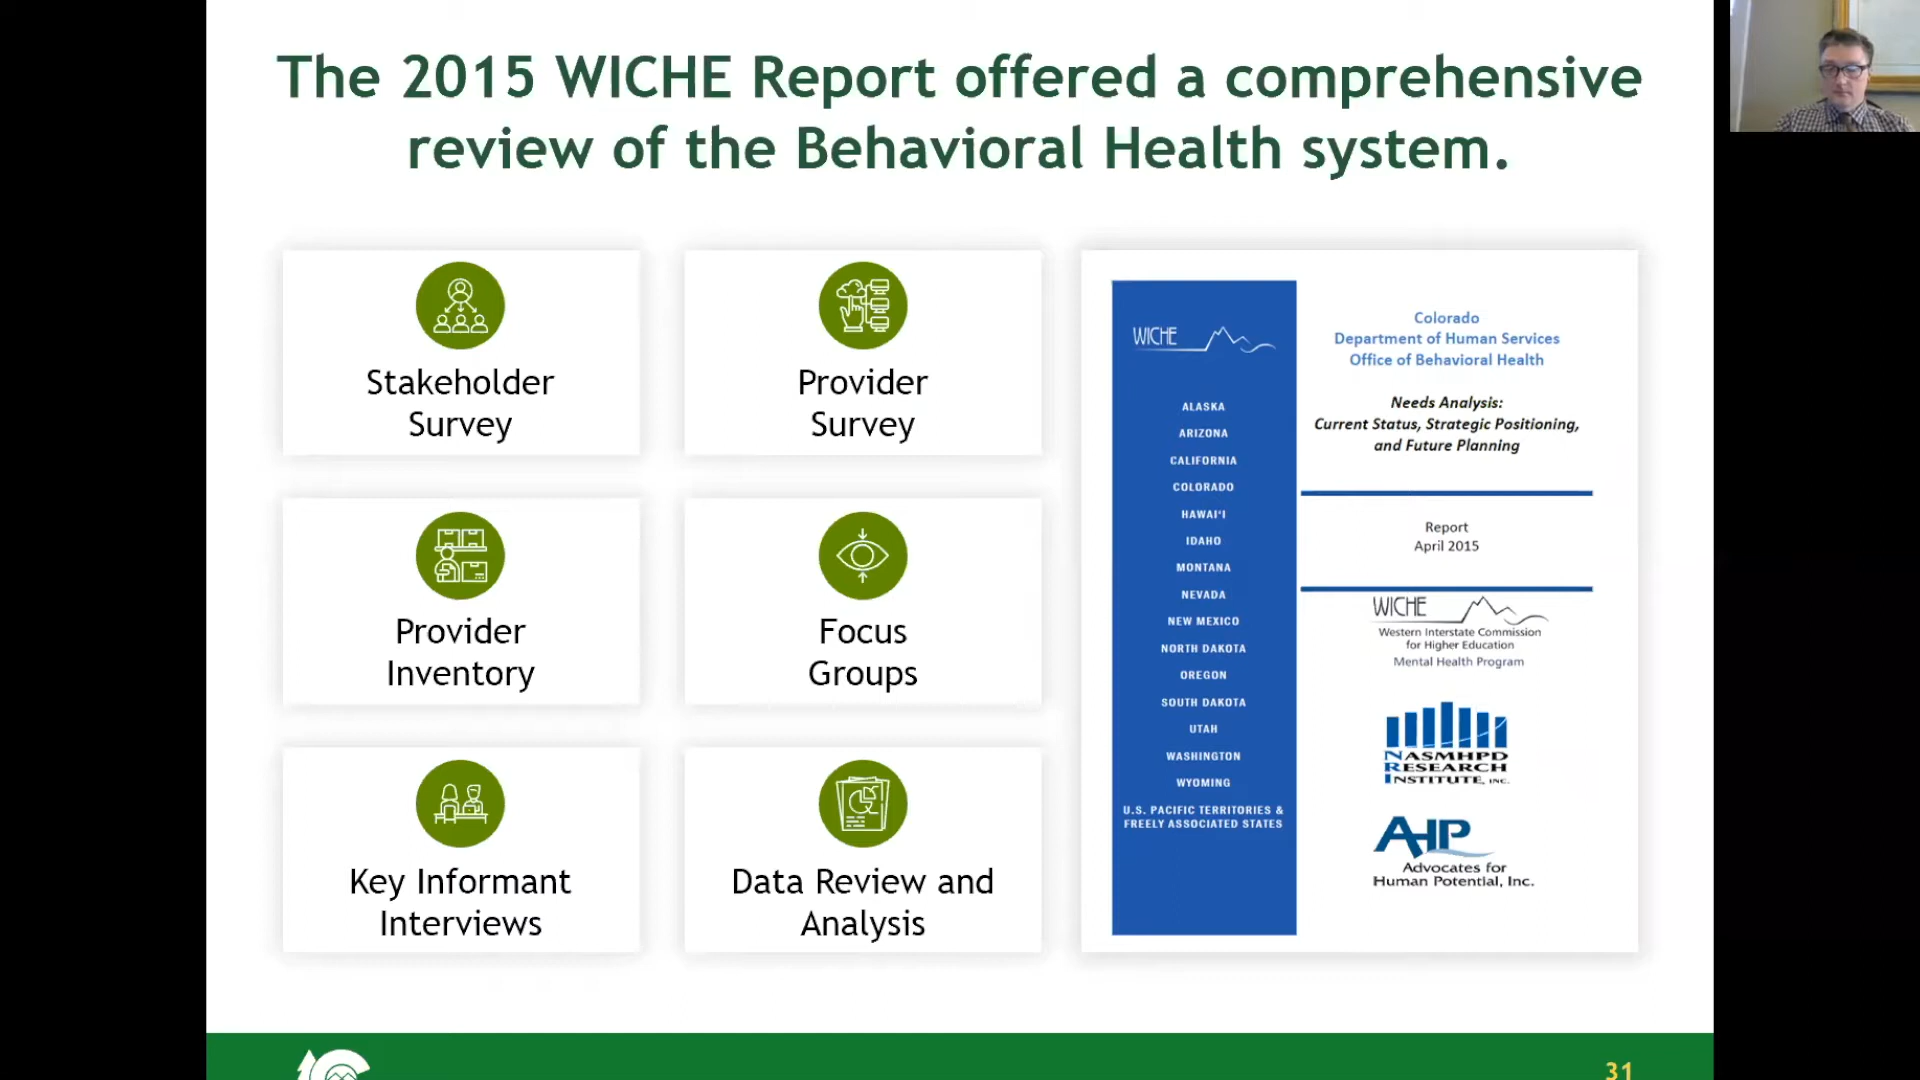 The 2015 WICHE Report offered a comprehensive
review of the Behavioral Health system.
Stakeholder
Survey
Provider
Survey
Provider
Inventory
Focus
Groups
Key Informant
Interviews
Data Review and
Analysis
WICHE
ALASKA
ARIZONA
CALIFORNIA
COLORADO
HAWAI'I
IDAHO
MONTANA
NEVADA
NEW MEXICO
NORTH DAKOTA
OREGON
SOUTH DAKOTA
UTAH
WASHINGTON
WYOMING
U.S. PACIFIC TERRITORIES &
FREELY ASSOCIATED STATES
Colorado
Department of Human Services
Office of Behavioral Health
Needs Analysis:
Current Status, Strategic Positioning,
and Future Planning
Report
April 2015
WICHE
Western Interstate Commission
for Higher Education
Mental Health Program
NASMHPD
RESEARCH
INSTITUTE, INC.
AHP
Advocates for
Human Potential, Inc.
31